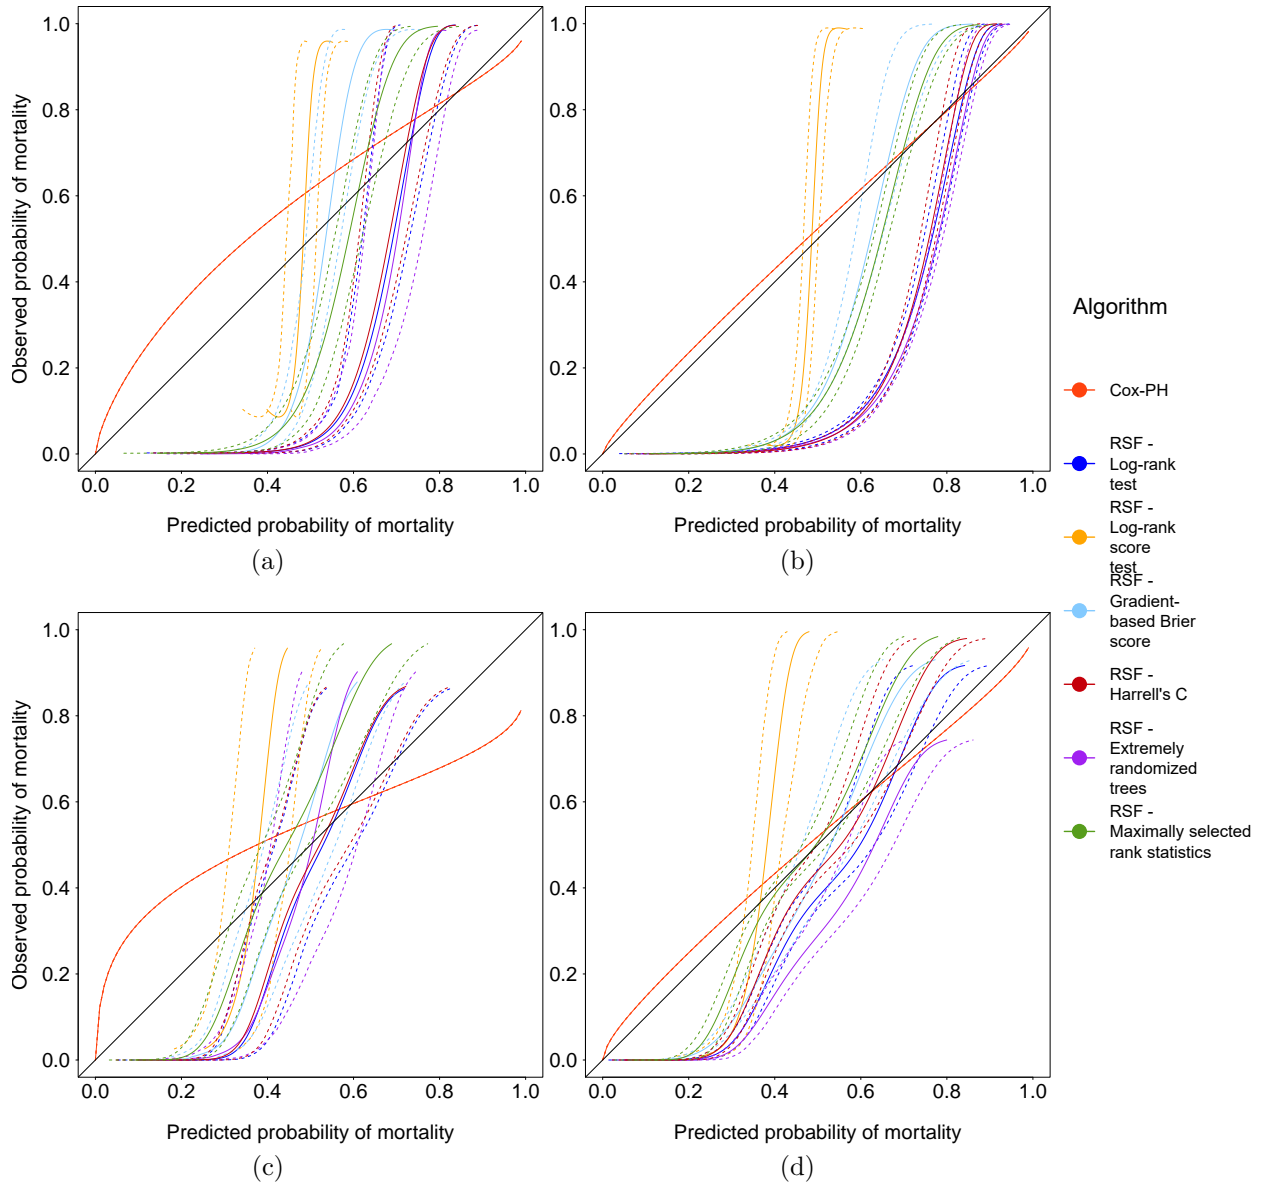 1.0
0.8
0.6
0.4
0.2
0.0
Observed probability of mortality
0.0 0.2 0.4 0.6 0.8 1.0
Predicted probability of mortality
(a)
1.0
0.8
0.6
0.4
0.2
0.0
0.0 0.2 0.4 0.6 0.8 1.0
Predicted probability of mortality
(b)
1.0
0.8
0.6
0.4
0.2
0.0
Observed probability of mortality
0.0 0.2 0.4 0.6 0.8 1.0
Predicted probability of mortality
(c)
1.0
0.8
0.6
0.4
0.2
0.0
0.0 0.2 0.4 0.6 0.8 1.0
Predicted probability of mortality
(d)
Algorithm
Cox-PH
RSF -
Log-rank
test
RSF -
Log-rank
score
test
RSF -
Gradient-
based Brier
score
RSF -
Harrell's C
RSF -
Extremely
randomized
trees
RSF -
Maximally selected
rank statistics